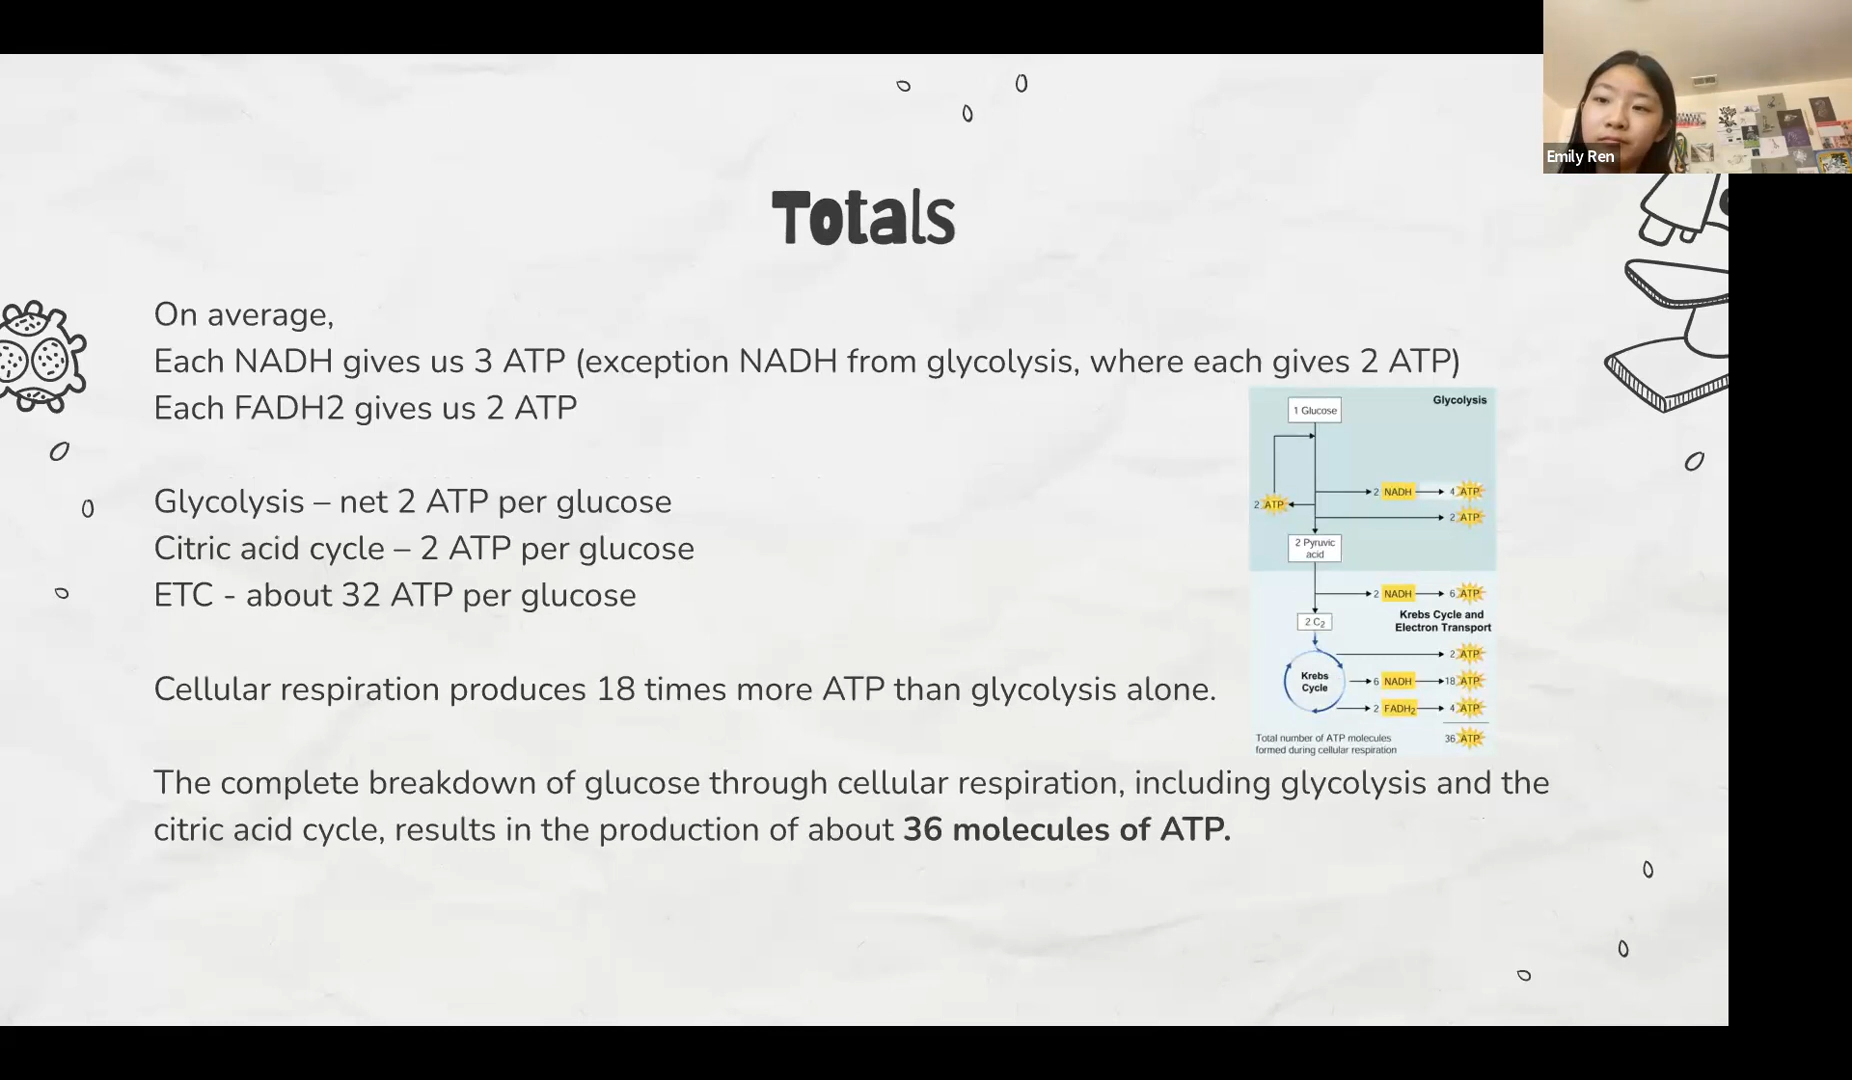 Emily Ren
Totals
On average,
Each NADH gives us 3 ATP (exception NADH from glycolysis, where each gives 2 ATP)
Each FADH2 gives us 2 ATP
Glycolysis – net 2 ATP per glucose
Citric acid cycle – 2 ATP per glucose
ETC - about 32 ATP per glucose
Cellular respiration produces 18 times more ATP than glycolysis alone.
The complete breakdown of glucose through cellular respiration, including glycolysis and the
citric acid cycle, results in the production of about 36 molecules of ATP.
Glycolysis
1 Glucose
2 NADH 4 ATP
2 ATP
2 ATP
2 Pyruvic
acid
2 NADH 6 ATP
Krebs Cycle and
Electron Transport
2 C2
2 ATP
Krebs
Cycle
6 NADH 18 ATP
2 FADH2 4 ATP
Total number of ATP molecules
formed during cellular respiration
36 ATP